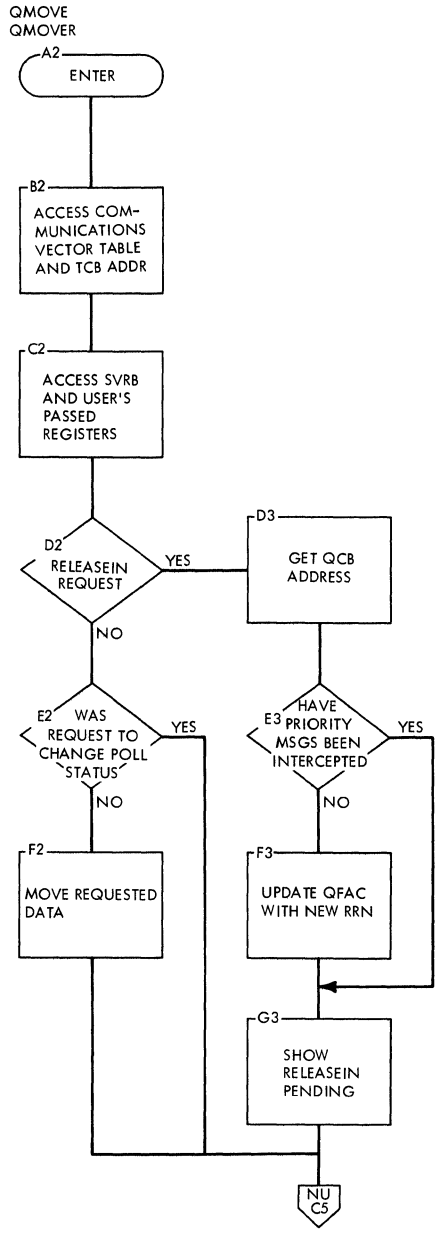 QMOVE
QMOVER
A2
ENTER
B2
ACCESS COM-
MUNICATIONS
VECTOR TABLE
AND TCB ADDR
C2
ACCESS SVRB
AND USER'S
PASSED
REGISTERS
D2
RELEASEIN
REQUEST
YES
NO
D3
GET QCB
ADDRESS
E2
WAS
REQUEST TO
CHANGE POLL
STATUS
YES
NO
E3
HAVE
PRIORITY
MSGS BEEN
INTERCEPTED
YES
NO
F2
MOVE REQUESTED
DATA
F3
UPDATE QFAC
WITH NEW RRN
G3
SHOW
RELEASEIN
PENDING
NU
C5